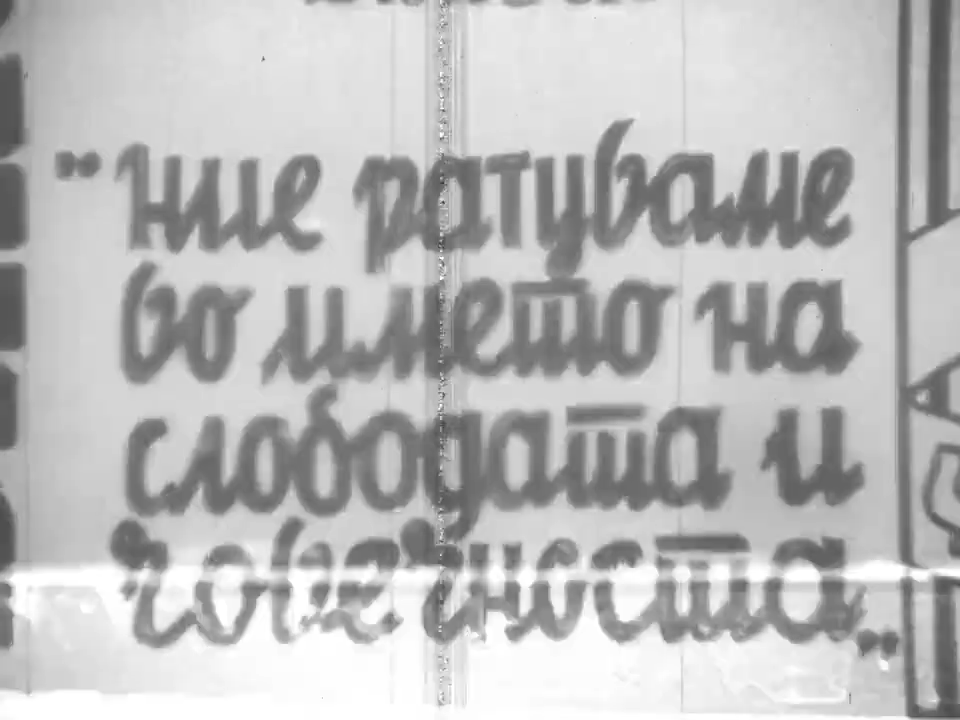 "ние ратуваме
во името на
слободата и
човечноста„